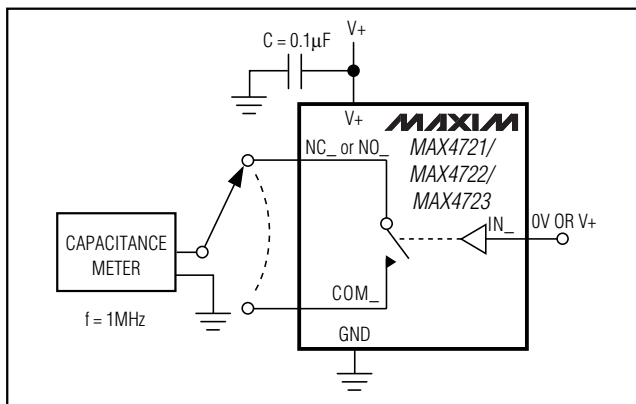 V+
C = 0.1µF
V+
MAXIM
NC_ or NO_
MAX4721/
MAX4722/
MAX4723
IN_
0V OR V+
CAPACITANCE
METER
COM_
f = 1MHz
GND